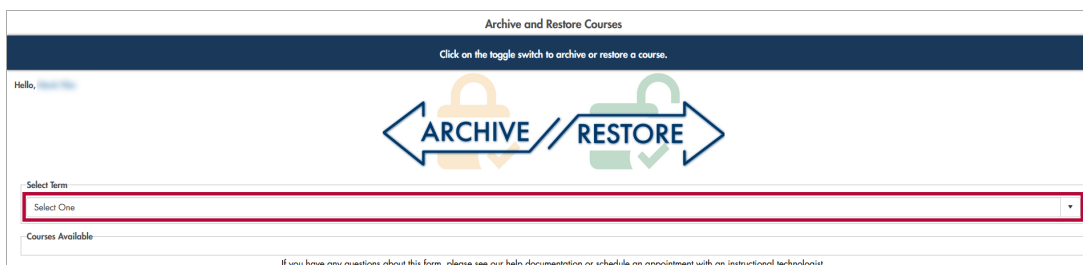 Archive and Restore Courses
Click on the toggle switch to archive or restore a course.
Hello,
ARCHIVE // RESTORE
Select Term
Select One
Courses Available
If you have any questions about this form, please see our help documentation or schedule an appointment with an instructional technologist